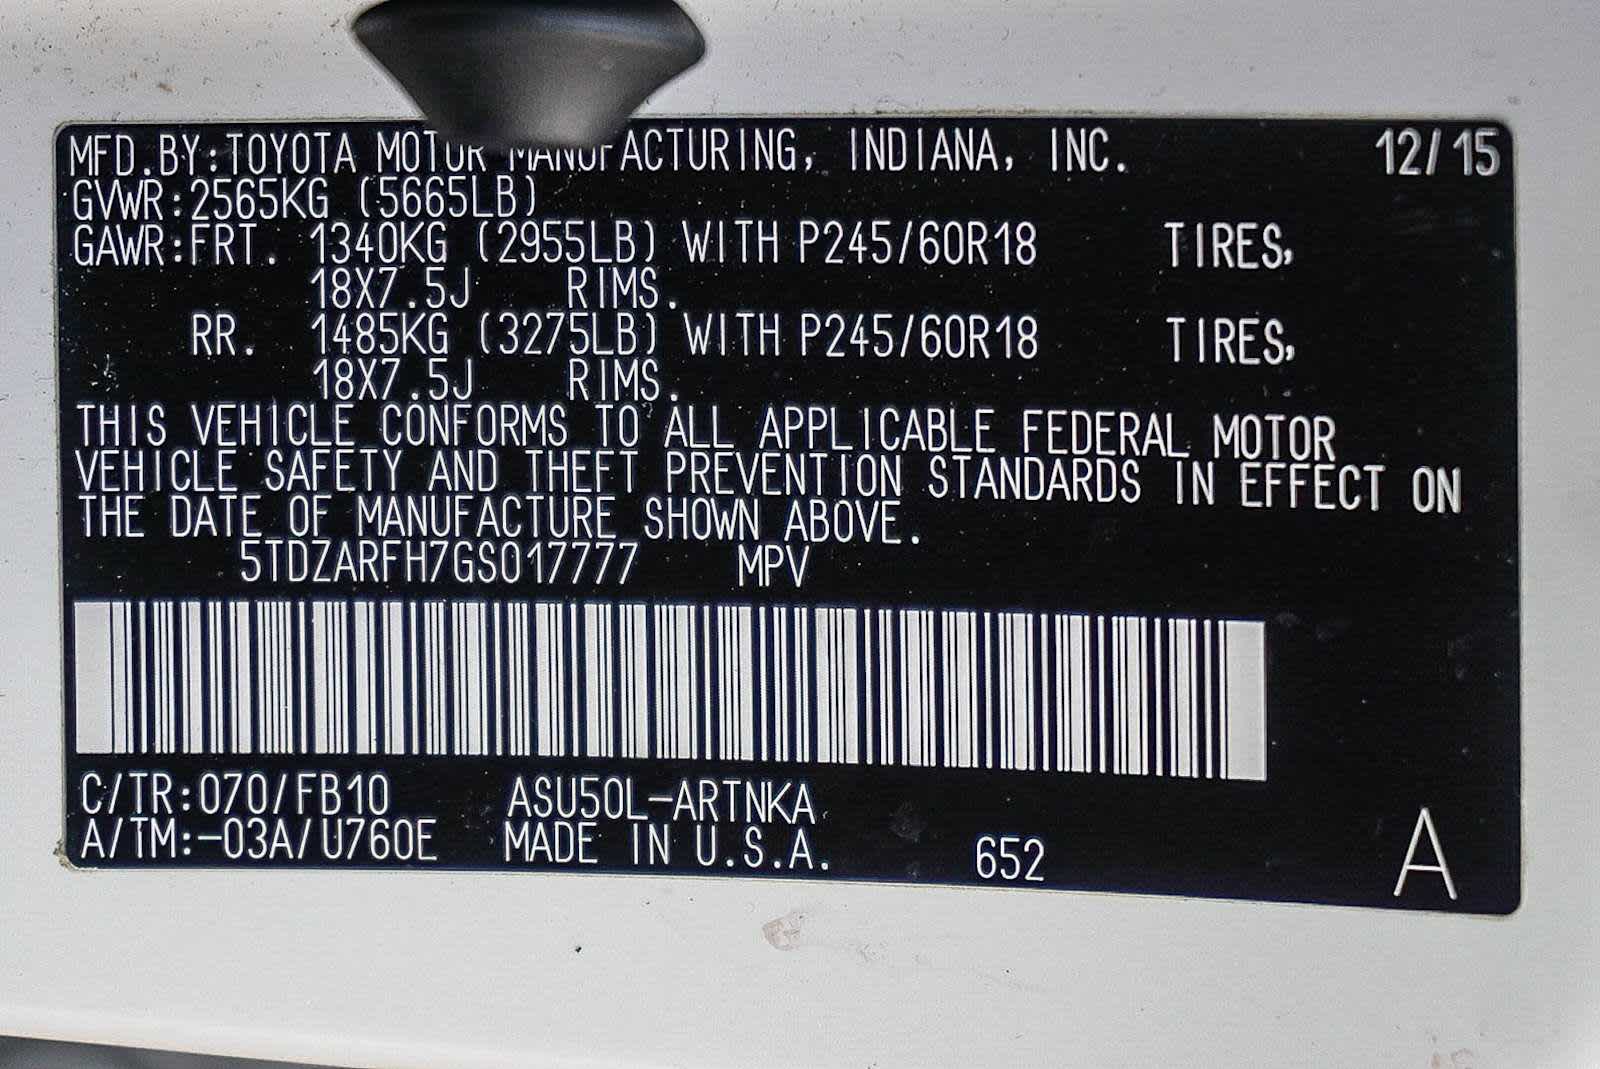 MFD.BY:TOYOTA MOTOR MANUFACTURING, INDIANA, INC. 12/15
GVWR:2565KG (5665LB)
GAWR:FRT. 1340KG (2955LB) WITH P245/60R18 TIRES,
18X7.5J RIMS.
RR. 1485KG (3275LB) WITH P245/60R18 TIRES,
18X7.5J RIMS.
THIS VEHICLE CONFORMS TO ALL APPLICABLE FEDERAL MOTOR
VEHICLE SAFETY AND THEFT PREVENTION STANDARDS IN EFFECT ON
THE DATE OF MANUFACTURE SHOWN ABOVE.
5TDZARFH7GS017777 MPV
C/TR:070/FB10 ASU50L-ARTNKA
A/TM:-03A/U760E MADE IN U.S.A. 652 A